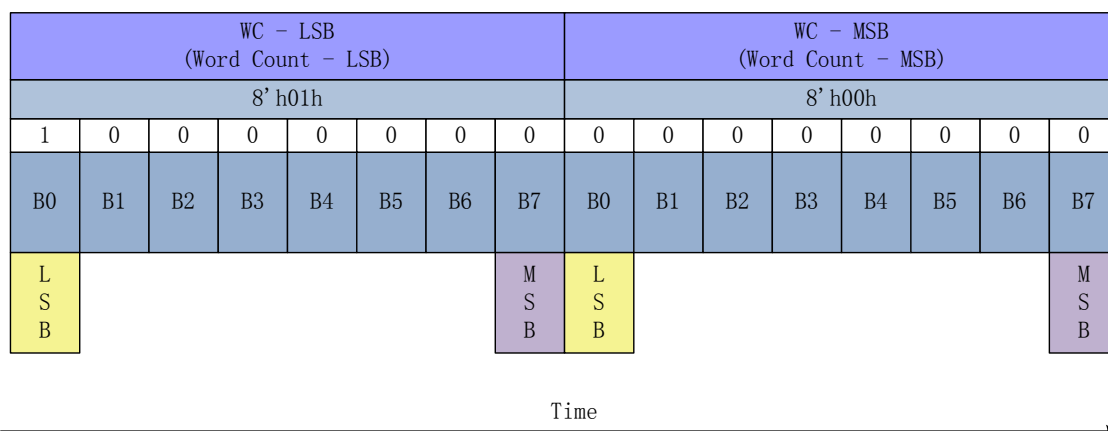 WC - LSB
(Word Count - LSB)
WC - MSB
(Word Count - MSB)
8'h01h 8'h00h
1 0 0 0 0 0 0 0 0 0 0 0 0 0 0 0
B0 B1 B2 B3 B4 B5 B6 B7 B0 B1 B2 B3 B4 B5 B6 B7
L
S
B
M
S
B
L
S
B
M
S
B
Time